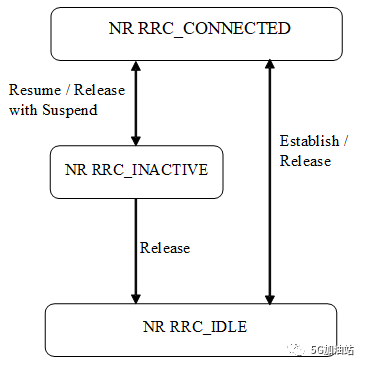 NR RRC_CONNECTED
Resume / Release
with Suspend
NR RRC_INACTIVE
Establish /
Release
Release
NR RRC_IDLE
5G加油站